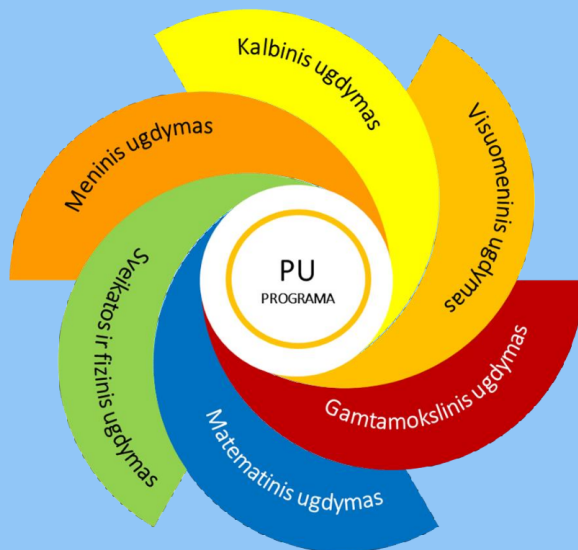 Kalbinis ugdymas
Visuomeninis ugdymas
Gamtamokslinis ugdymas
Matematinis ugdymas
Sveikatos ir fizinis ugdymas
Meninis ugdymas
PU
PROGRAMA